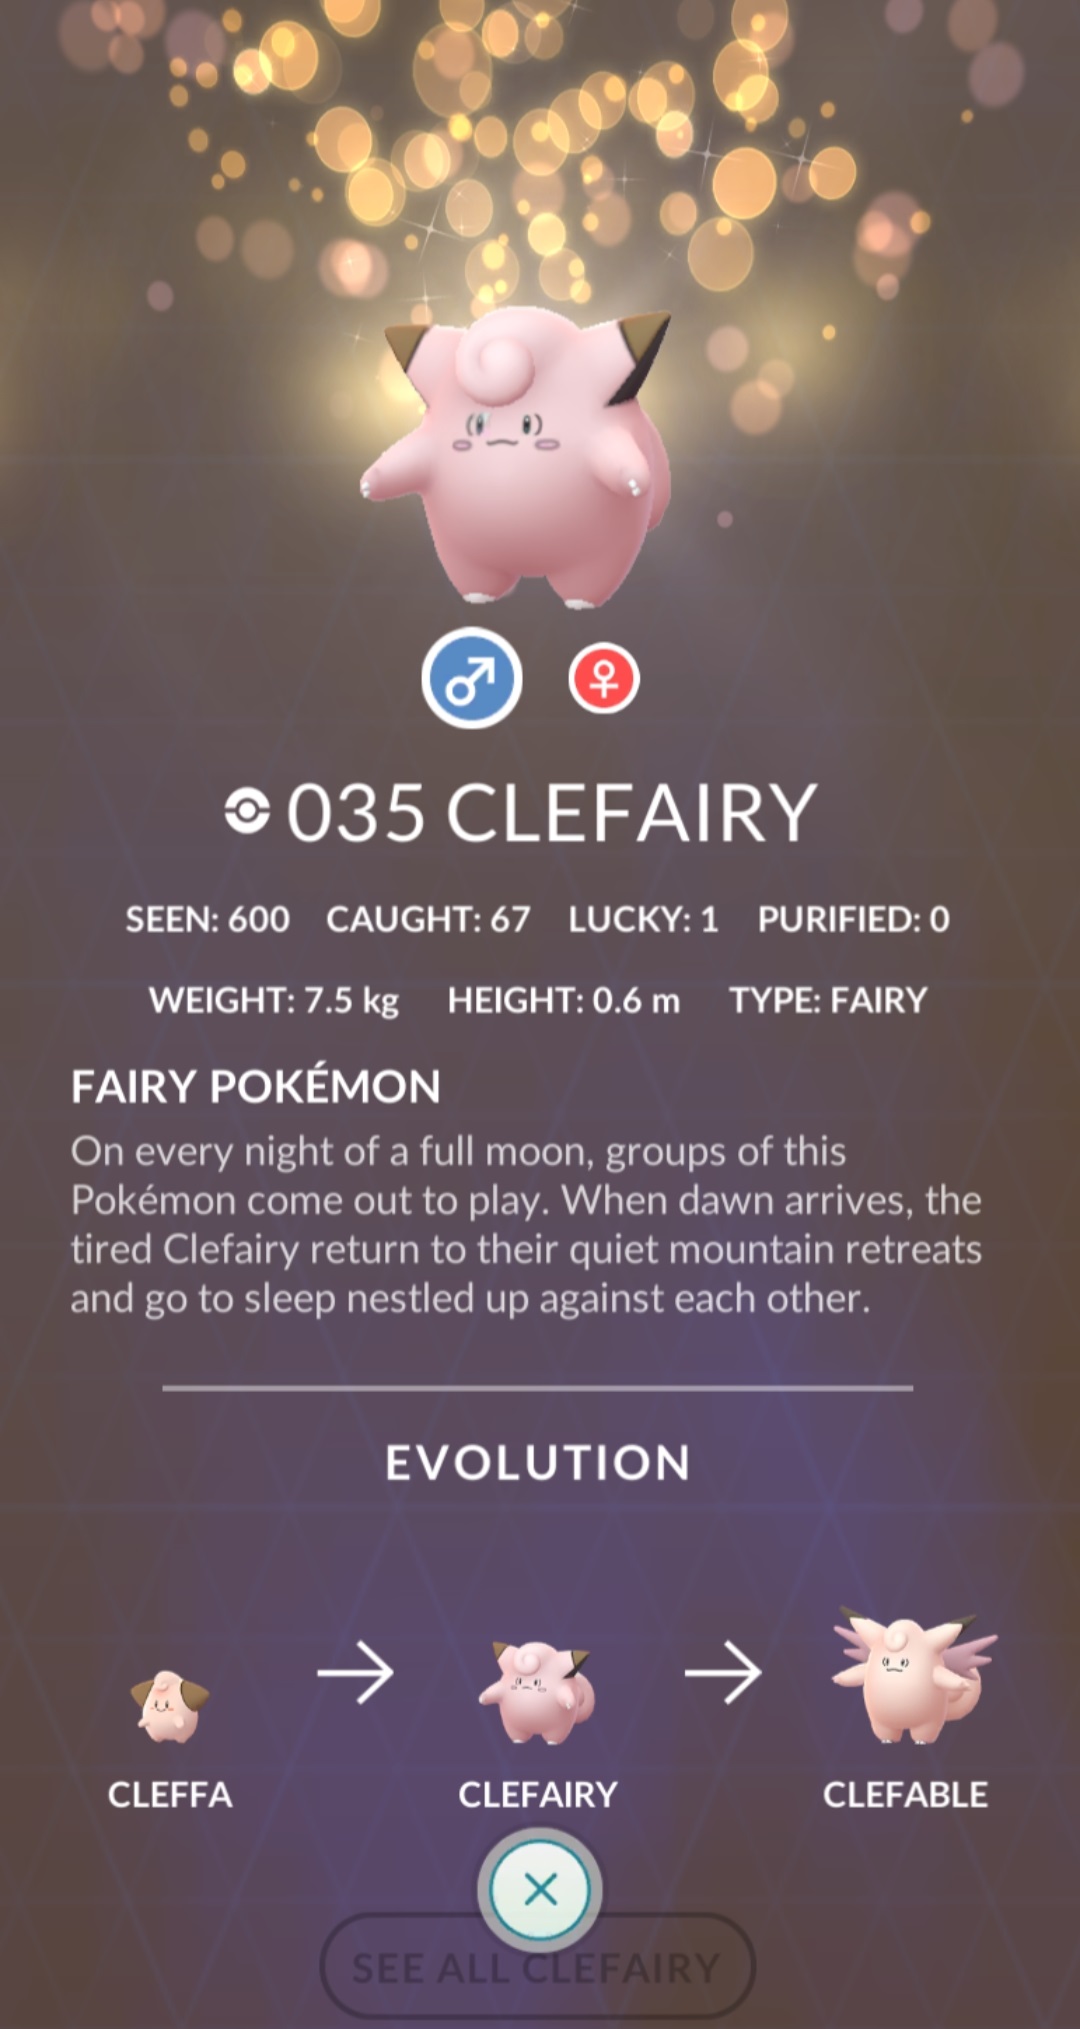 035 CLEFAIRY
SEEN: 600 CAUGHT: 67 LUCKY: 1 PURIFIED: 0
WEIGHT: 7.5 kg HEIGHT: 0.6 m TYPE: FAIRY
FAIRY POKÉMON
On every night of a full moon, groups of this
Pokémon come out to play. When dawn arrives, the
tired Clefairy return to their quiet mountain retreats
and go to sleep nestled up against each other.
EVOLUTION
CLEFFA CLEFAIRY CLEFABLE
SEE ALL CLEFAIRY